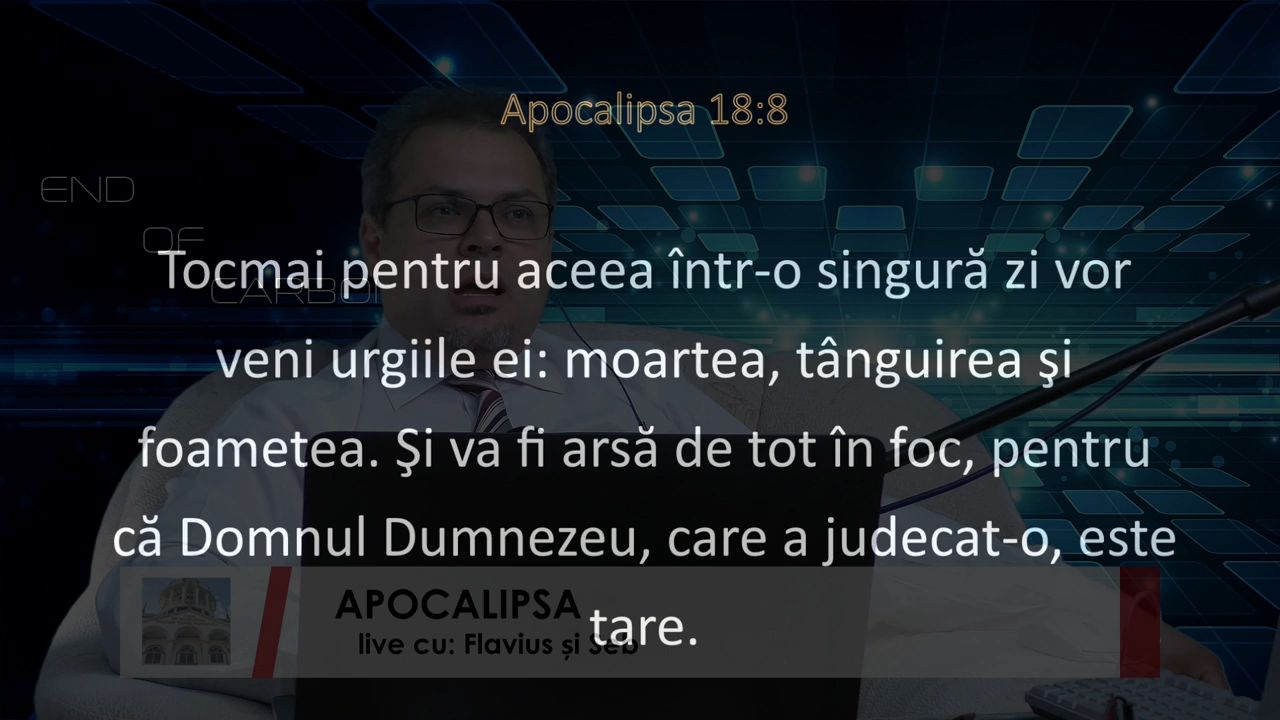 Apocalipsa 18:8
END
OF
CARBON
Tocmai pentru aceea într-o singură zi vor
veni urgiile ei: moartea, tânguirea şi
foametea. Şi va fi arsă de tot în foc, pentru
că Domnul Dumnezeu, care a judecat-o, este
tare.
APOCALIPSA
live cu: Flavius și Seb